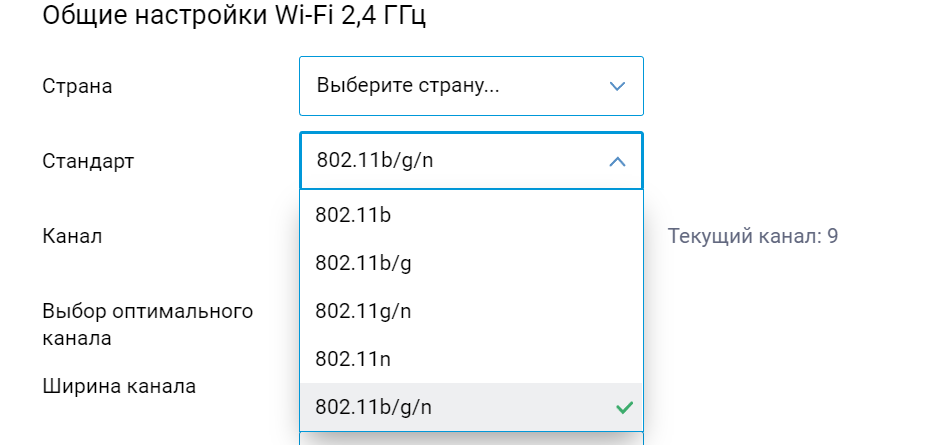 Общие настройки Wi-Fi 2,4 ГГц
Страна
Выберите страну...
Стандарт
802.11b/g/n
802.11b
Канал
Текущий канал: 9
802.11b/g
Выбор оптимального
канала
802.11g/n
802.11n
Ширина канала
802.11b/g/n